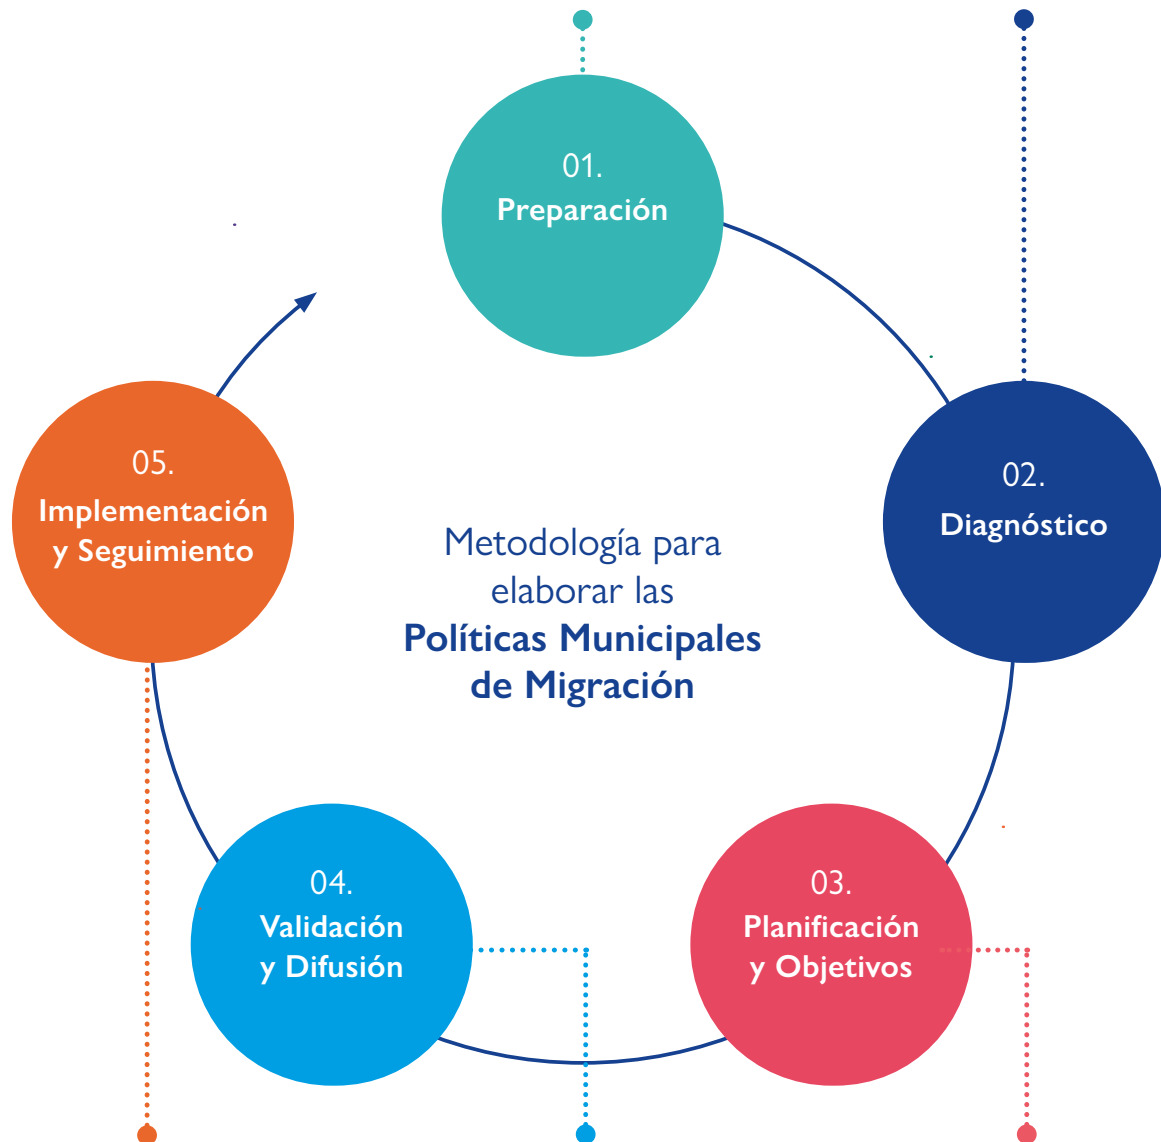 01.
Preparación
02.
Diagnóstico
03.
Planificación
y Objetivos
04.
Validación
y Difusión
05.
Implementación
y Seguimiento
Metodología para
elaborar las
Políticas Municipales
de Migración